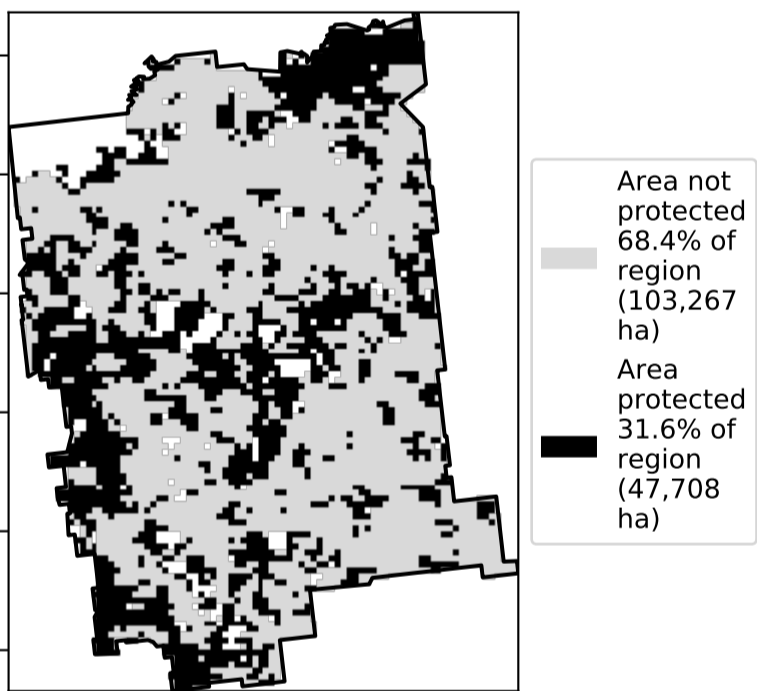 Area not
protected
68.4% of
region
(103,267
ha)
Area
protected
31.6% of
region
(47,708
ha)